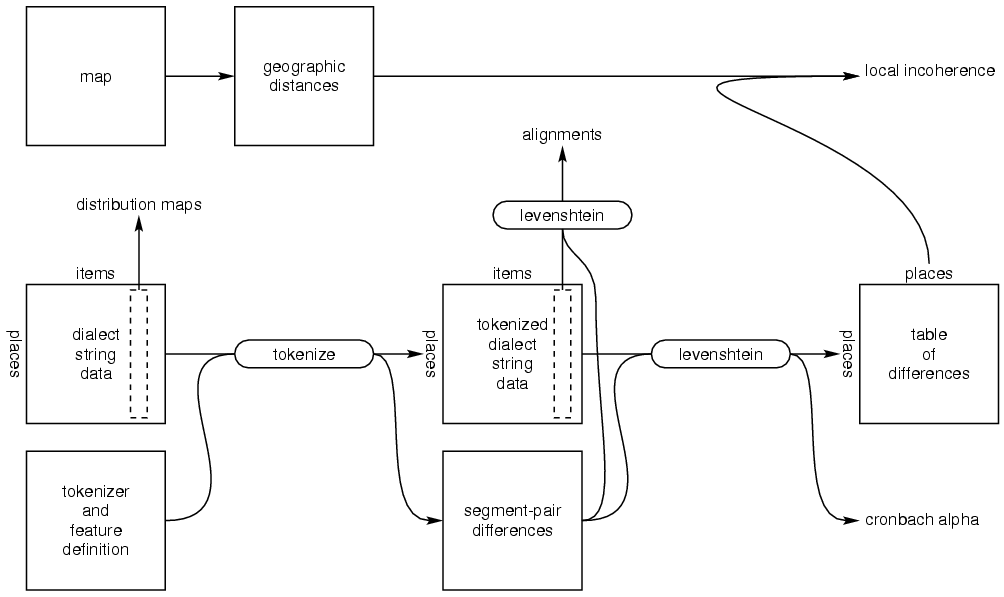 map
geographic
distances
local incoherence
alignments
levenshtein
distribution maps
items
items
places
places
dialect
string
data
tokenize
places
tokenized
dialect
string
data
levenshtein
places
table
of
differences
tokenizer
and
feature
definition
segment-pair
differences
cronbach alpha